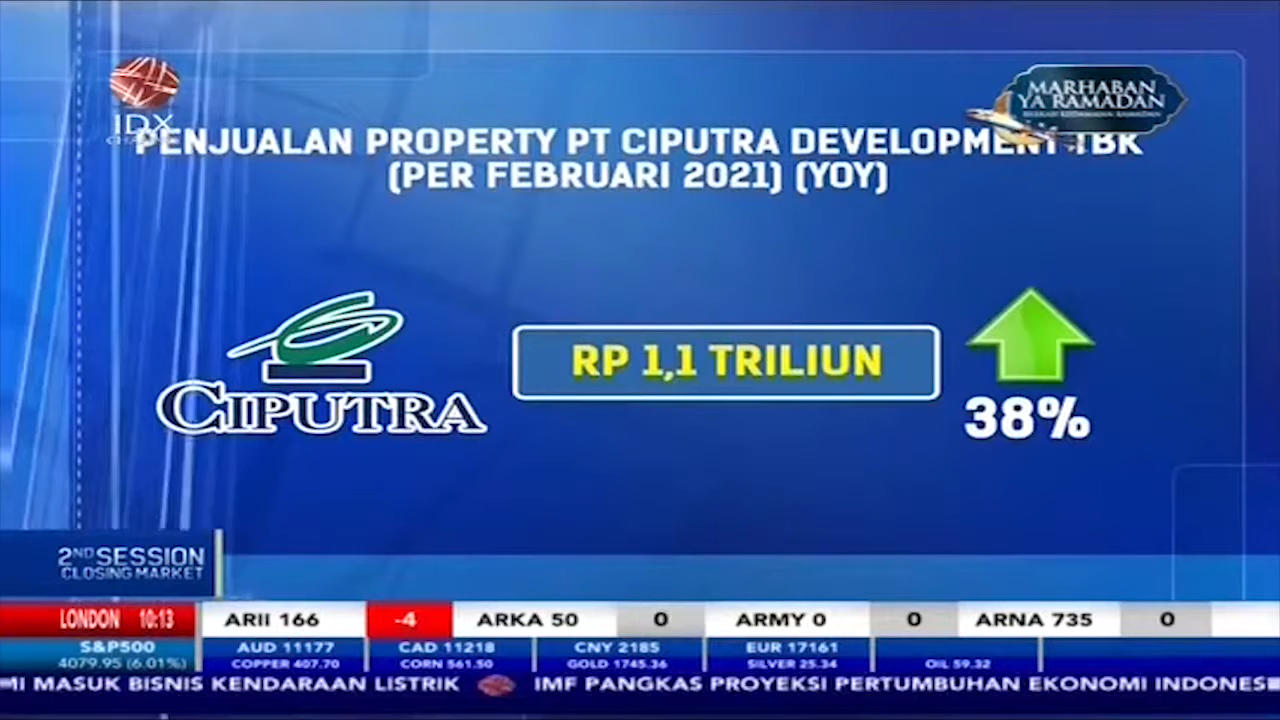 IDX
CHANNEL
MARHABAN
YA RAMADAN
PENJUALAN PROPERTY PT CIPUTRA DEVELOPMENT TBK
(PER FEBRUARI 2021) (YOY)
CIPUTRA
RP 1,1 TRILIUN
38%
2ND SESSION
CLOSING MARKET
LONDON 10:13 ARII 166 -4 ARKA 50 0 ARMY 0 0 ARNA 735 0
S&P500 AUD 11177 CAD 11218 CNY 2185 EUR 17161
4079.95 (6.01%) COPPER 407.70 CORN 561.50 GOLD 1745.36 SILVER 25.34 OIL 59.32
MI MASUK BISNIS KENDARAAN LISTRIK IMF PANGKAS PROYEKSI PERTUMBUHAN EKONOMI INDONES